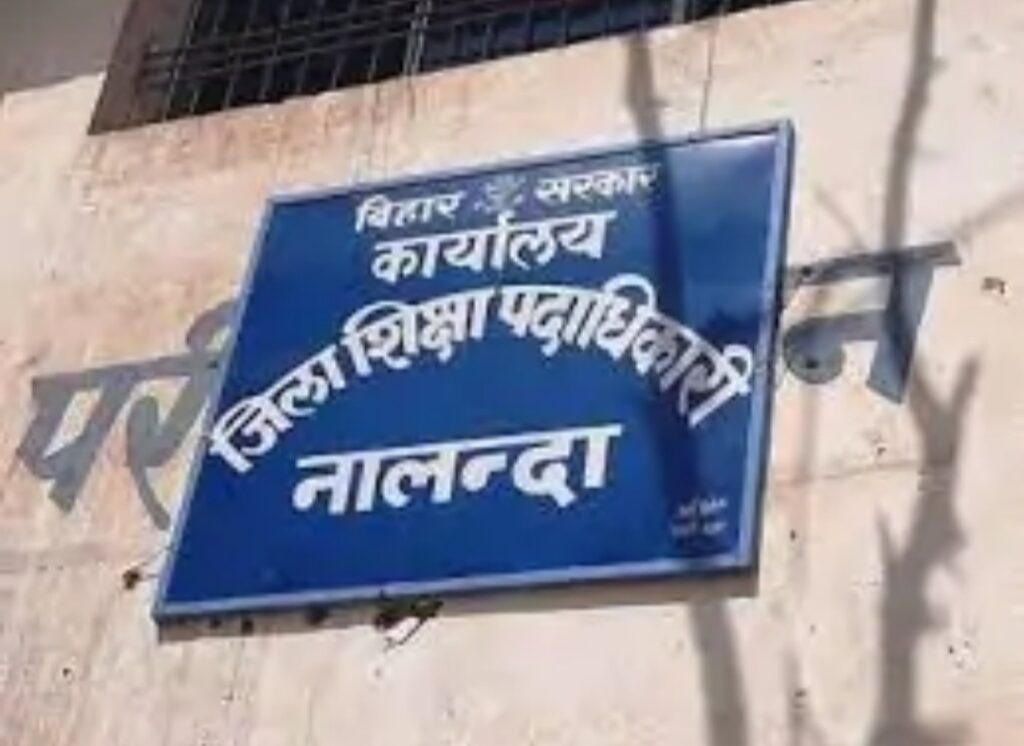 बिहार सरकार
कार्यालय
जिला शिक्षा पदाधिकारी
नालन्दा